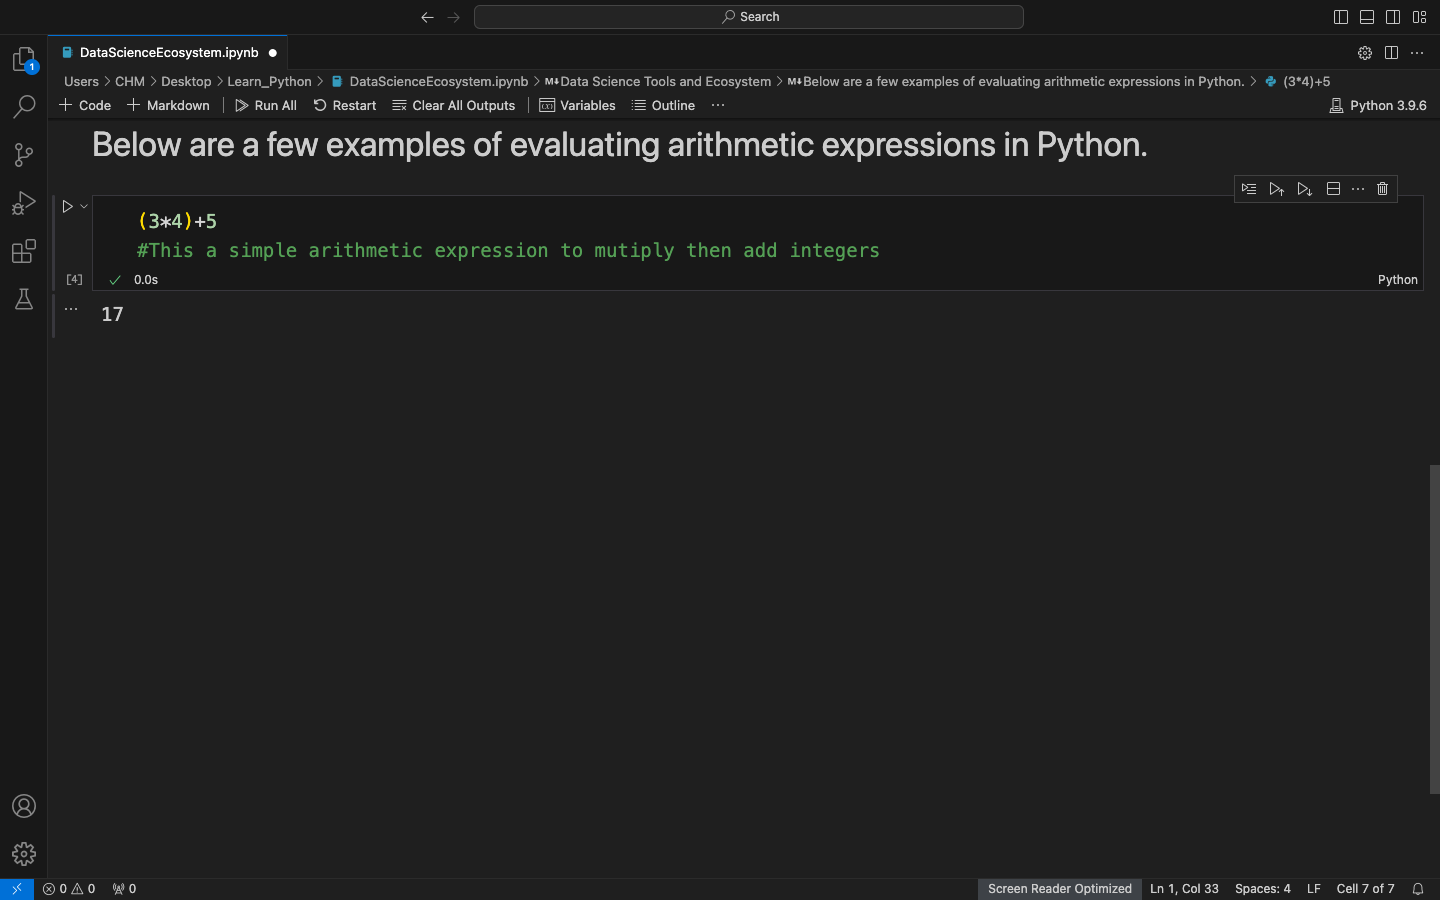 Search
1
DataScienceEcosystem.ipynb
Users > CHM > Desktop > Learn_Python > DataScienceEcosystem.ipynb > M↓Data Science Tools and Ecosystem > M↓Below are a few examples of evaluating arithmetic expressions in Python. > (3*4)+5
+ Code + Markdown | Run All Restart Clear All Outputs | Variables Outline ... Python 3.9.6
Below are a few examples of evaluating arithmetic expressions in Python.
(3*4)+5
#This a simple arithmetic expression to mutiply then add integers
[4] ✓ 0.0s Python
... 17
0 0 0 Screen Reader Optimized Ln 1, Col 33 Spaces: 4 LF Cell 7 of 7